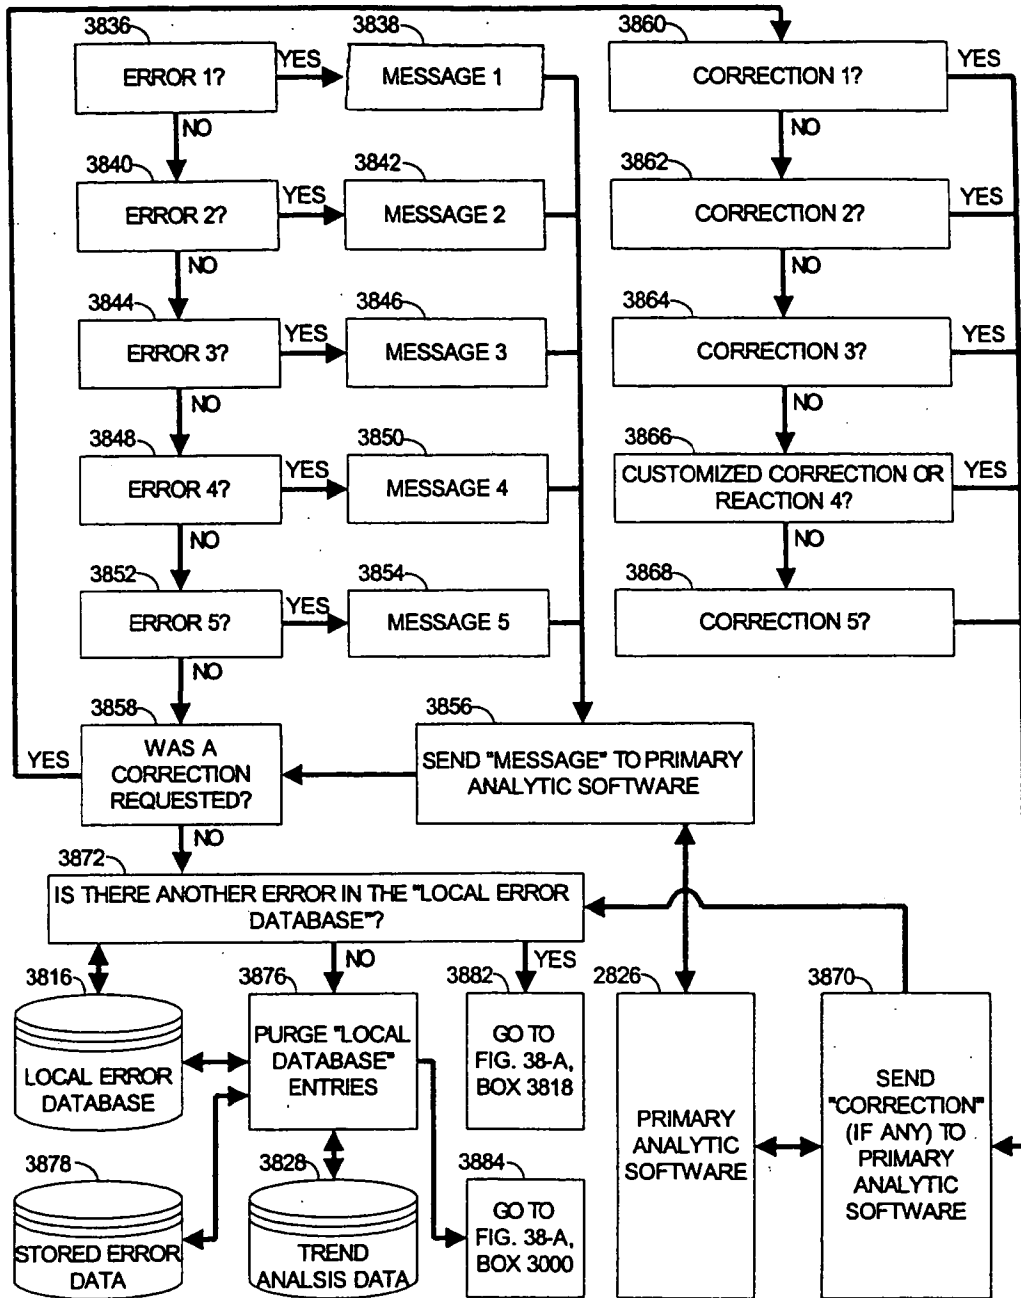 3836
ERROR 1?
YES
NO
3838
MESSAGE 1
3840
ERROR 2?
YES
NO
3842
MESSAGE 2
3844
ERROR 3?
YES
NO
3846
MESSAGE 3
3848
ERROR 4?
YES
NO
3850
MESSAGE 4
3852
ERROR 5?
YES
NO
3854
MESSAGE 5
3860
CORRECTION 1?
YES
NO
3862
CORRECTION 2?
YES
NO
3864
CORRECTION 3?
YES
NO
3866
CUSTOMIZED CORRECTION OR
REACTION 4?
YES
NO
3868
CORRECTION 5?
3858
YES
WAS A
CORRECTION
REQUESTED?
NO
3856
SEND "MESSAGE" TO PRIMARY
ANALYTIC SOFTWARE
3872
IS THERE ANOTHER ERROR IN THE "LOCAL ERROR
DATABASE"?
NO
YES
3816
LOCAL ERROR
DATABASE
3876
PURGE "LOCAL
DATABASE"
ENTRIES
3882
GO TO
FIG. 38-A,
BOX 3818
2826
PRIMARY
ANALYTIC
SOFTWARE
3870
SEND
"CORRECTION"
(IF ANY) TO
PRIMARY
ANALYTIC
SOFTWARE
3878
STORED ERROR
DATA
3828
TREND
ANALSIS DATA
3884
GO TO
FIG. 38-A,
BOX 3000